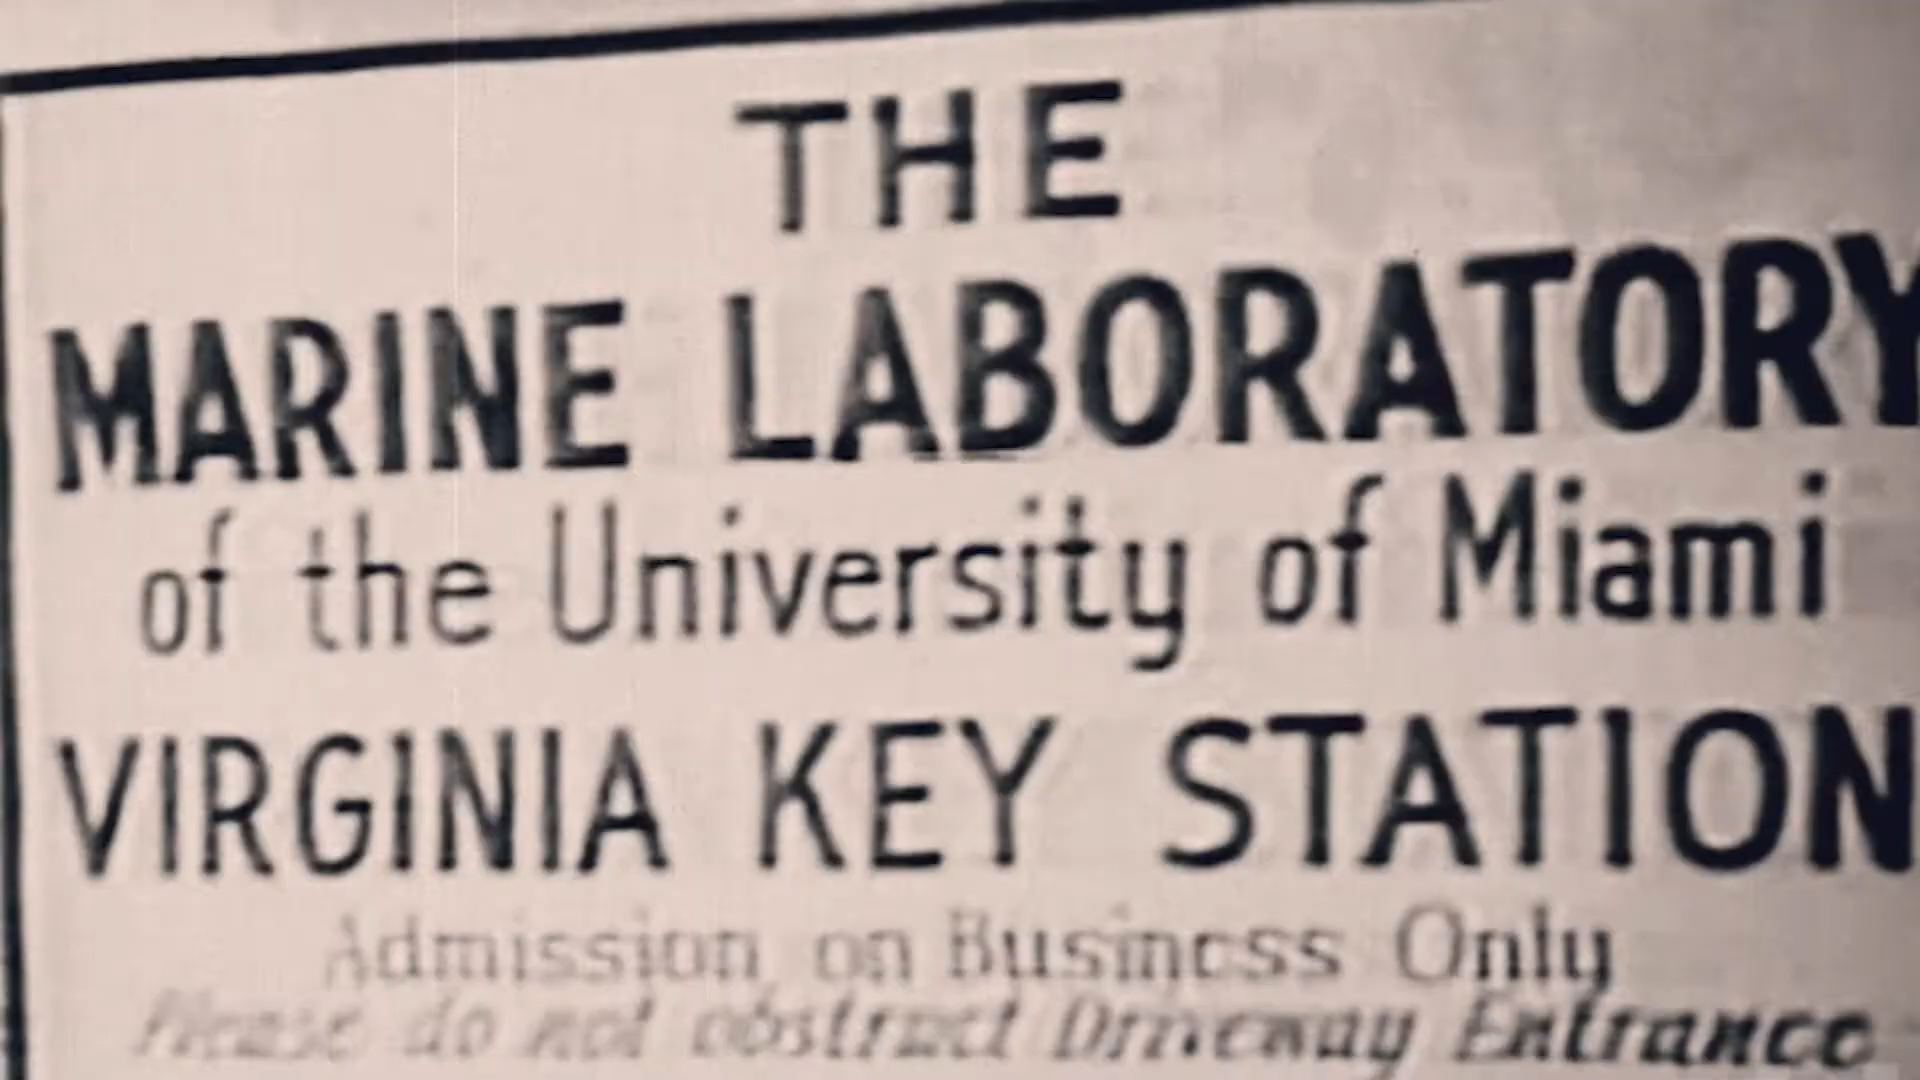 THE
MARINE LABORATORY
of the University of Miami
VIRGINIA KEY STATION
Admission on Business Only
Please do not obstruct Driveway Entrance